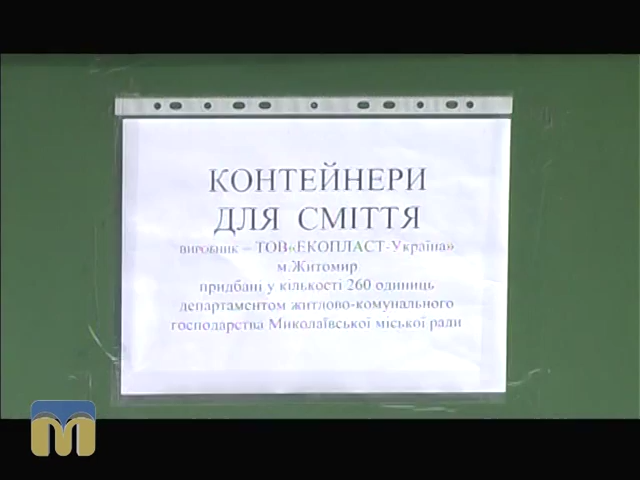 КОНТЕЙНЕРИ
ДЛЯ СМІТТЯ
виробник – ТОВ«ЕКОПЛАСТ-Україна»
м.Житомир
придбані у кількості 260 одиниць
департаментом житлово-комунального
господарства Миколаївської міської ради
М